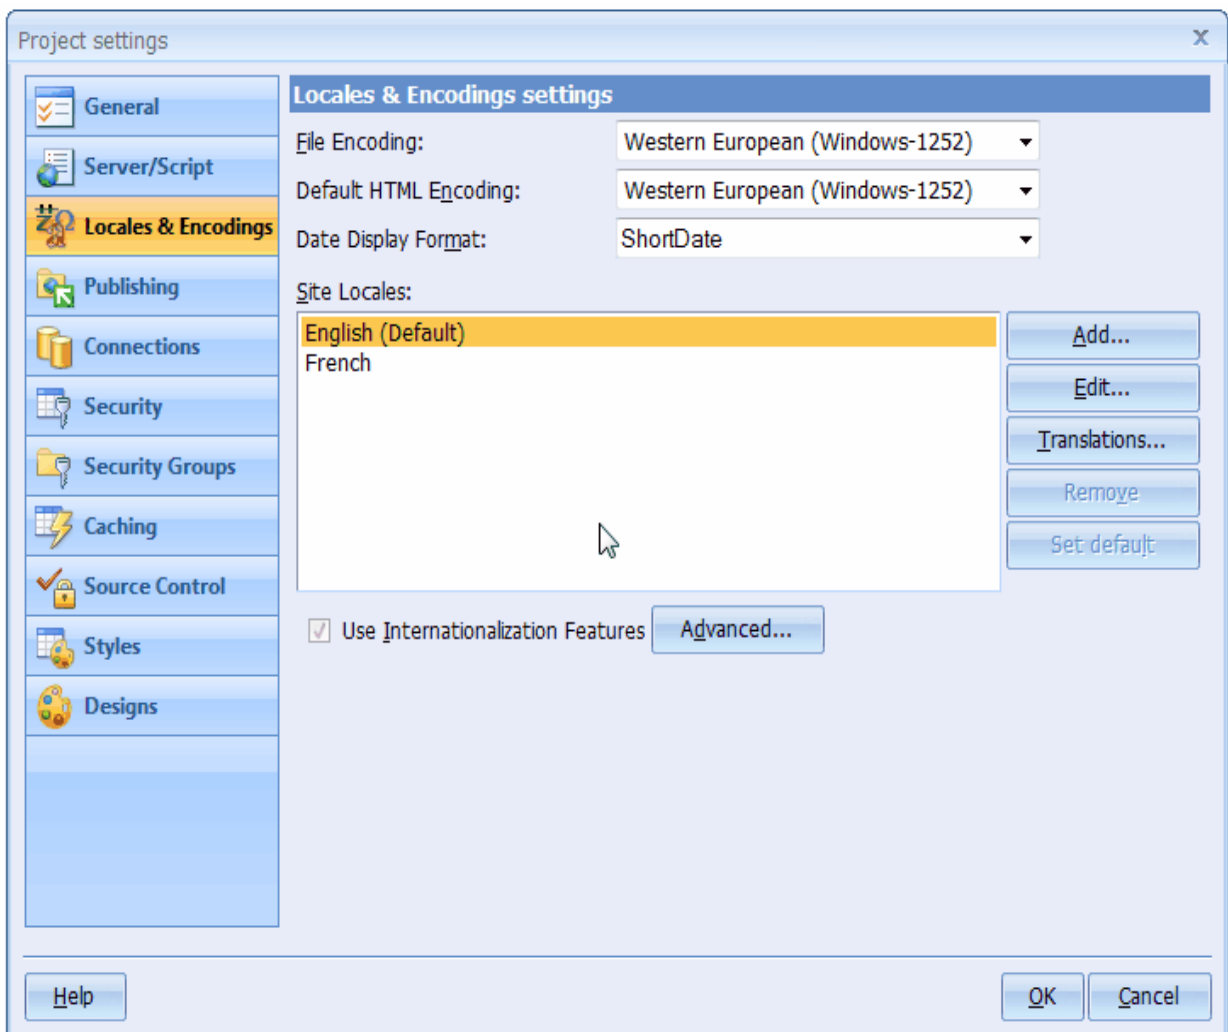 Project settings
x
General
Server/Script
Locales & Encodings
Publishing
Connections
Security
Security Groups
Caching
Source Control
Styles
Designs
Locales & Encodings settings
File Encoding: Western European (Windows-1252)
Default HTML Encoding: Western European (Windows-1252)
Date Display Format: ShortDate
Site Locales:
English (Default)
French
Add...
Edit...
Translations...
Remove
Set default
Use Internationalization Features Advanced...
Help OK Cancel